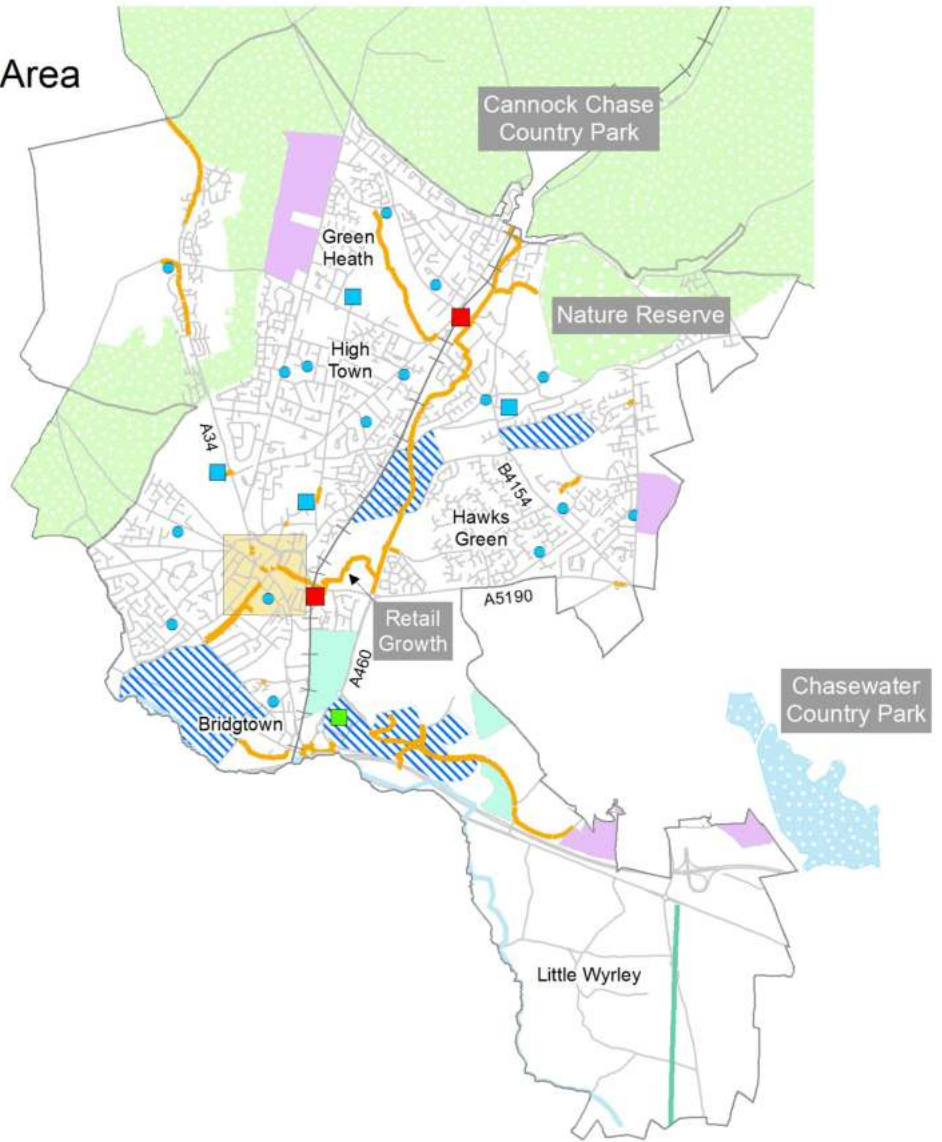 Area
Cannock Chase
Country Park
Green
Heath
Nature Reserve
High
Town
A34
B4154
Hawks
Green
A5190
Retail
Growth
A460
Chasewater
Country Park
Bridgtown
Little Wyrley